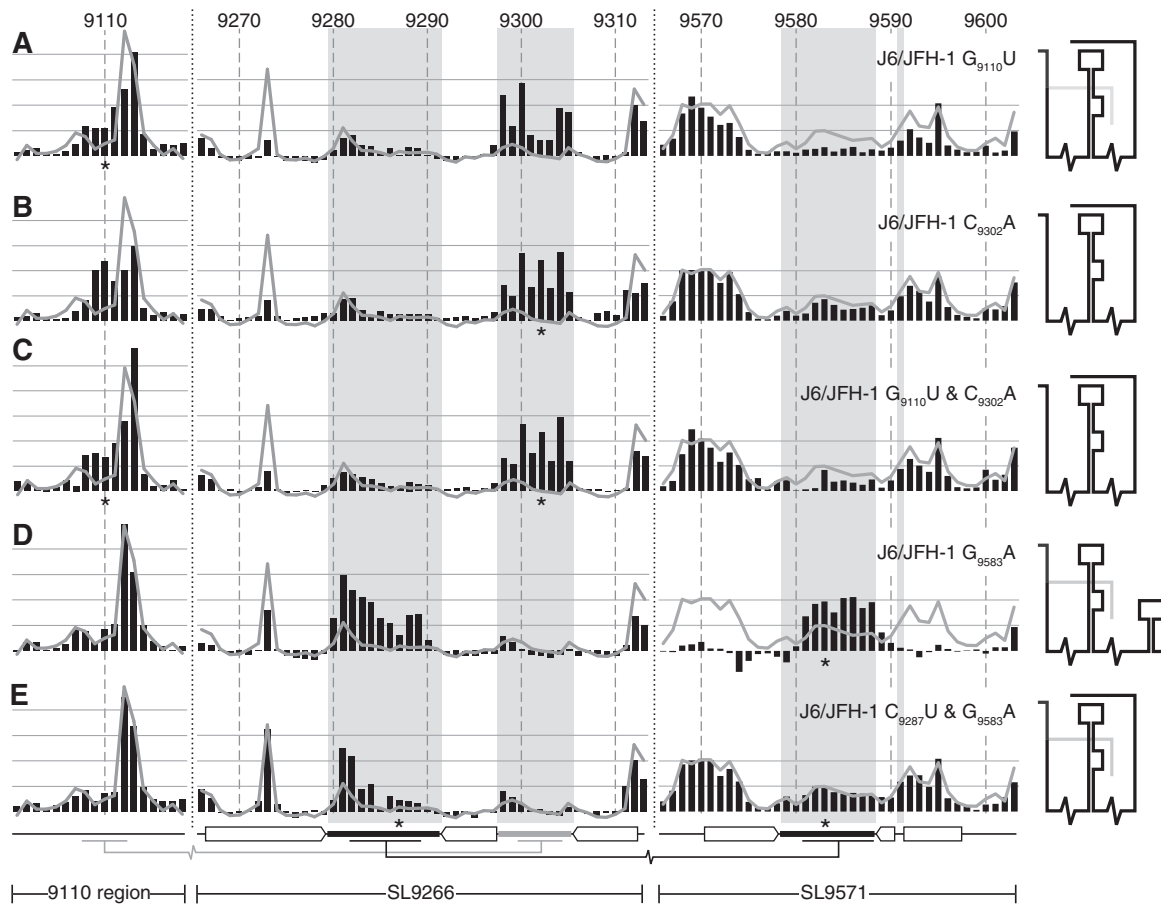 9110 9270 9280 9290 9300 9310 9570 9580 9590 9600
A
J6/JFH-1 G9110U
*
B
J6/JFH-1 C9302A
*
C
J6/JFH-1 G9110U & C9302A
* *
D
J6/JFH-1 G9583A
*
E
J6/JFH-1 C9287U & G9583A
* *
9110 region SL9266 SL9571